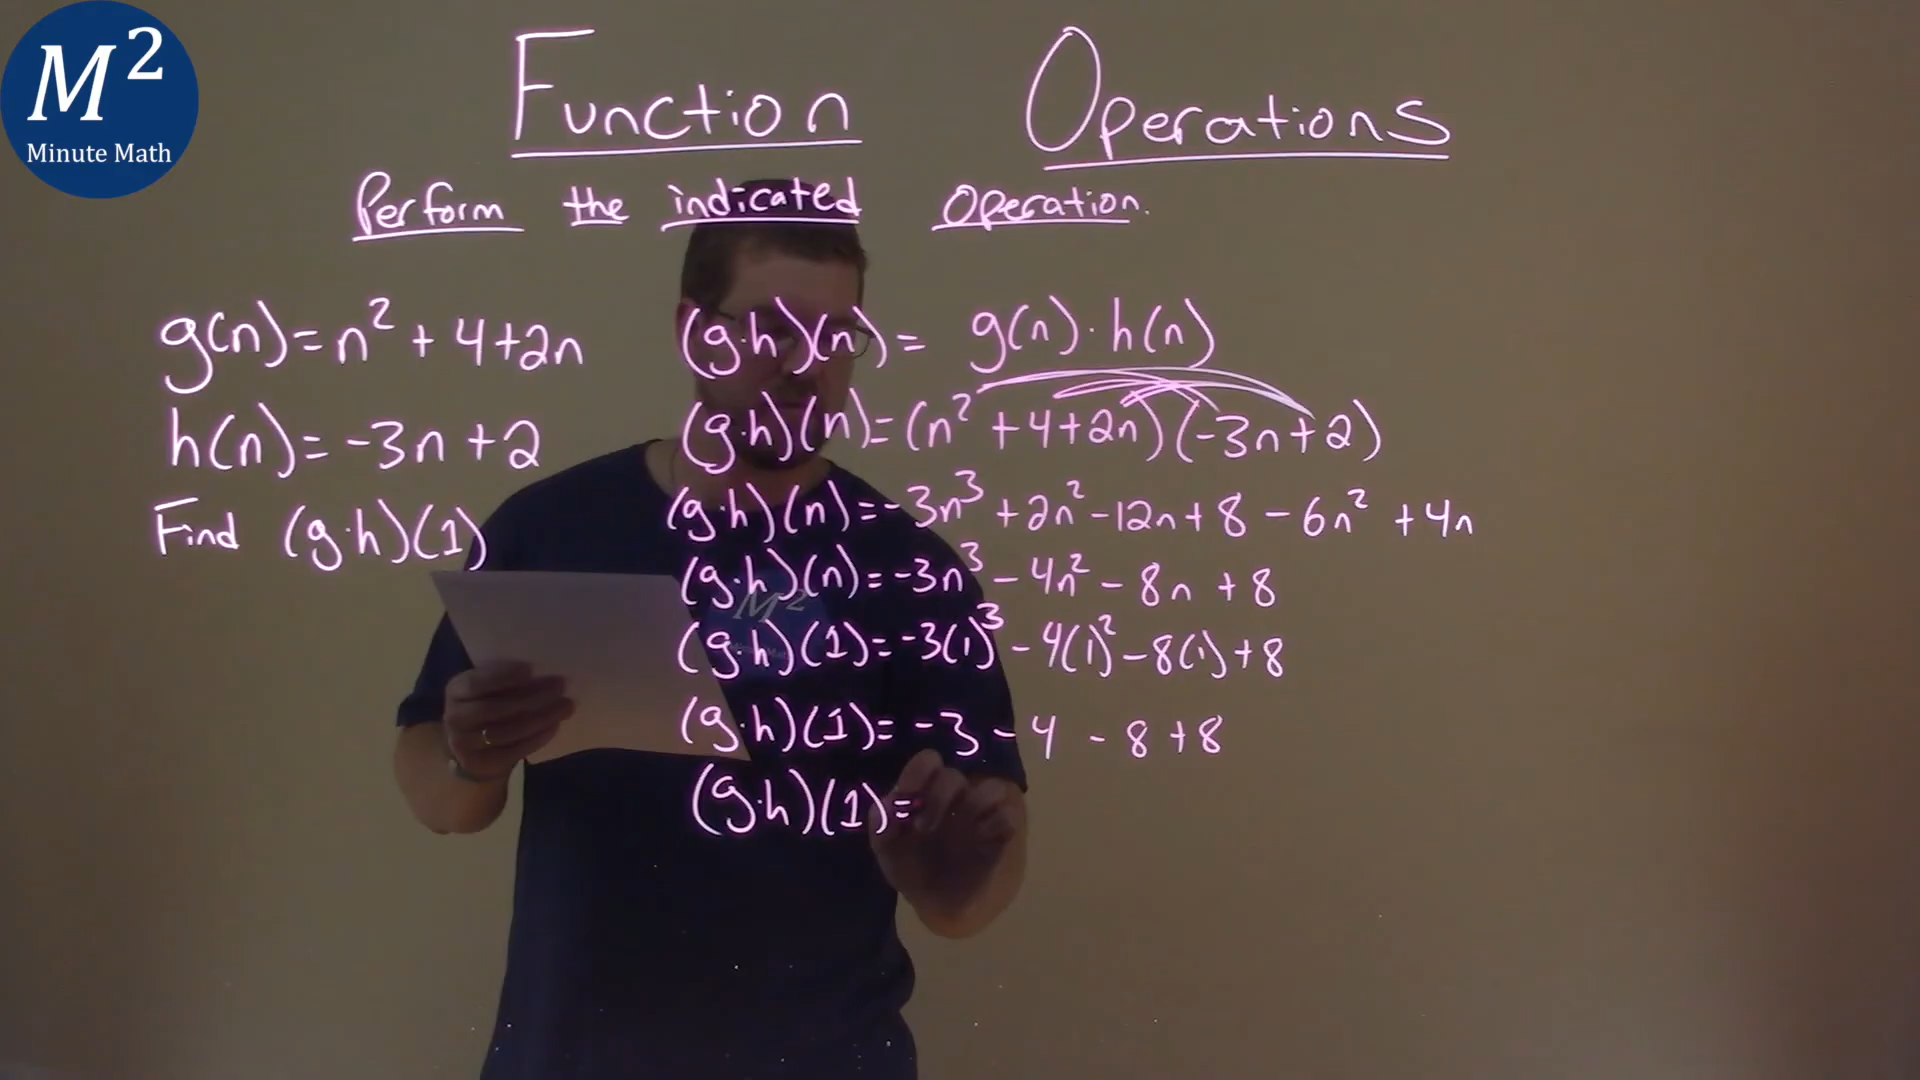 M²
Minute Math
Function Operations
Perform the indicated operation.
g(n)=n²+4+2n
h(n)=-3n+2
Find (g·h)(1)
(g·h)(n)= g(n)·h(n)
(g·h)(n)=(n²+4+2n)(-3n+2)
(g·h)(n)=-3n³+2n²-12n+8-6n²+4n
(g·h)(n)=-3n³-4n²-8n+8
(g·h)(1)=-3(1)³-4(1)²-8(1)+8
(g·h)(1)=-3-4-8+8
(g·h)(1)=
M²